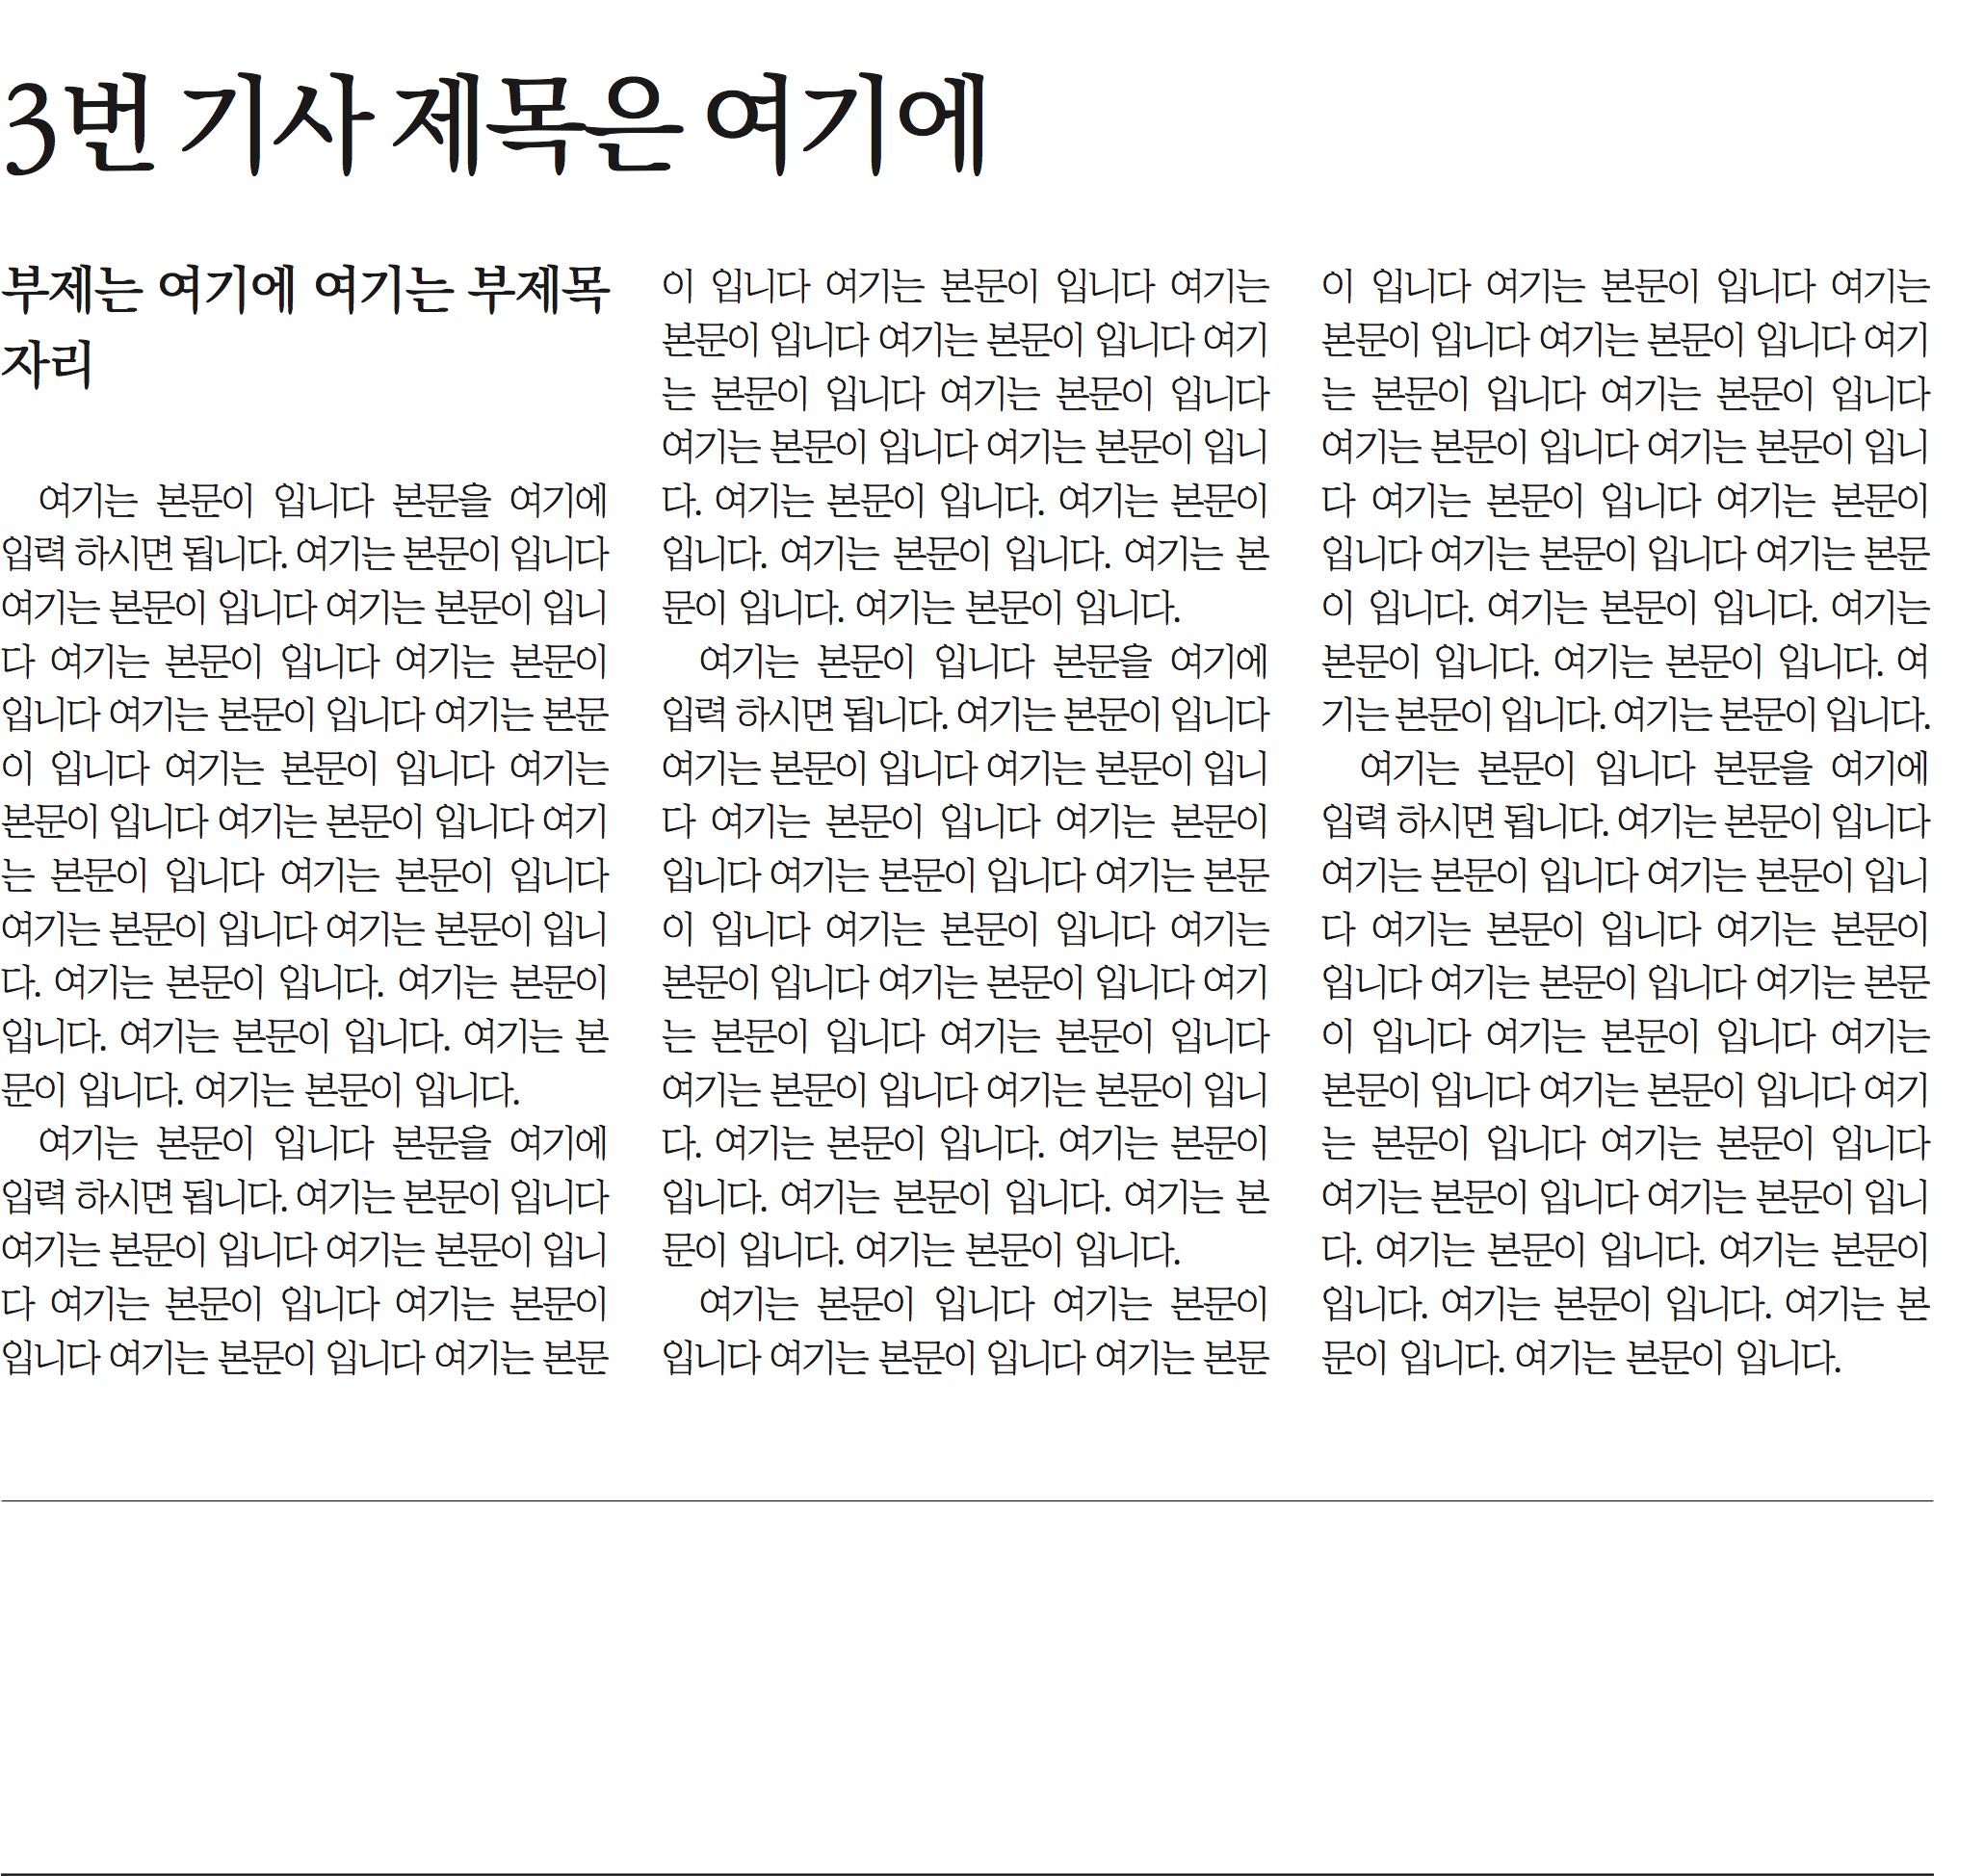 3번 기사 제목은 여기에
부제는 여기에 여기는 부제목
자리
여기는 본문이 입니다 본문을 여기에
입력 하시면 됩니다. 여기는 본문이 입니다
여기는 본문이 입니다 여기는 본문이 입니
다 여기는 본문이 입니다 여기는 본문이
입니다 여기는 본문이 입니다 여기는 본문
이 입니다 여기는 본문이 입니다 여기는
본문이 입니다 여기는 본문이 입니다 여기
는 본문이 입니다 여기는 본문이 입니다
여기는 본문이 입니다 여기는 본문이 입니
다. 여기는 본문이 입니다. 여기는 본문이
입니다. 여기는 본문이 입니다. 여기는 본
문이 입니다. 여기는 본문이 입니다.
여기는 본문이 입니다 본문을 여기에
입력 하시면 됩니다. 여기는 본문이 입니다
여기는 본문이 입니다 여기는 본문이 입니
다 여기는 본문이 입니다 여기는 본문이
입니다 여기는 본문이 입니다 여기는 본문
이 입니다 여기는 본문이 입니다 여기는
본문이 입니다 여기는 본문이 입니다 여기
는 본문이 입니다 여기는 본문이 입니다
여기는 본문이 입니다 여기는 본문이 입니
다. 여기는 본문이 입니다. 여기는 본문이
입니다. 여기는 본문이 입니다. 여기는 본
문이 입니다. 여기는 본문이 입니다.
여기는 본문이 입니다 본문을 여기에
입력 하시면 됩니다. 여기는 본문이 입니다
여기는 본문이 입니다 여기는 본문이 입니
다 여기는 본문이 입니다 여기는 본문이
입니다 여기는 본문이 입니다 여기는 본문
이 입니다 여기는 본문이 입니다 여기는
본문이 입니다 여기는 본문이 입니다 여기
는 본문이 입니다 여기는 본문이 입니다
여기는 본문이 입니다 여기는 본문이 입니
다. 여기는 본문이 입니다. 여기는 본문이
입니다. 여기는 본문이 입니다. 여기는 본
문이 입니다. 여기는 본문이 입니다.
여기는 본문이 입니다 여기는 본문이
입니다 여기는 본문이 입니다 여기는 본문
이 입니다 여기는 본문이 입니다 여기는
본문이 입니다 여기는 본문이 입니다 여기
는 본문이 입니다 여기는 본문이 입니다
여기는 본문이 입니다 여기는 본문이 입니
다 여기는 본문이 입니다 여기는 본문이
입니다 여기는 본문이 입니다 여기는 본문
이 입니다. 여기는 본문이 입니다. 여기는
본문이 입니다. 여기는 본문이 입니다. 여
기는 본문이 입니다. 여기는 본문이 입니다.
여기는 본문이 입니다 본문을 여기에
입력 하시면 됩니다. 여기는 본문이 입니다
여기는 본문이 입니다 여기는 본문이 입니
다 여기는 본문이 입니다 여기는 본문이
입니다 여기는 본문이 입니다 여기는 본문
이 입니다 여기는 본문이 입니다 여기는
본문이 입니다 여기는 본문이 입니다 여기
는 본문이 입니다 여기는 본문이 입니다
여기는 본문이 입니다 여기는 본문이 입니
다. 여기는 본문이 입니다. 여기는 본문이
입니다. 여기는 본문이 입니다. 여기는 본
문이 입니다. 여기는 본문이 입니다.